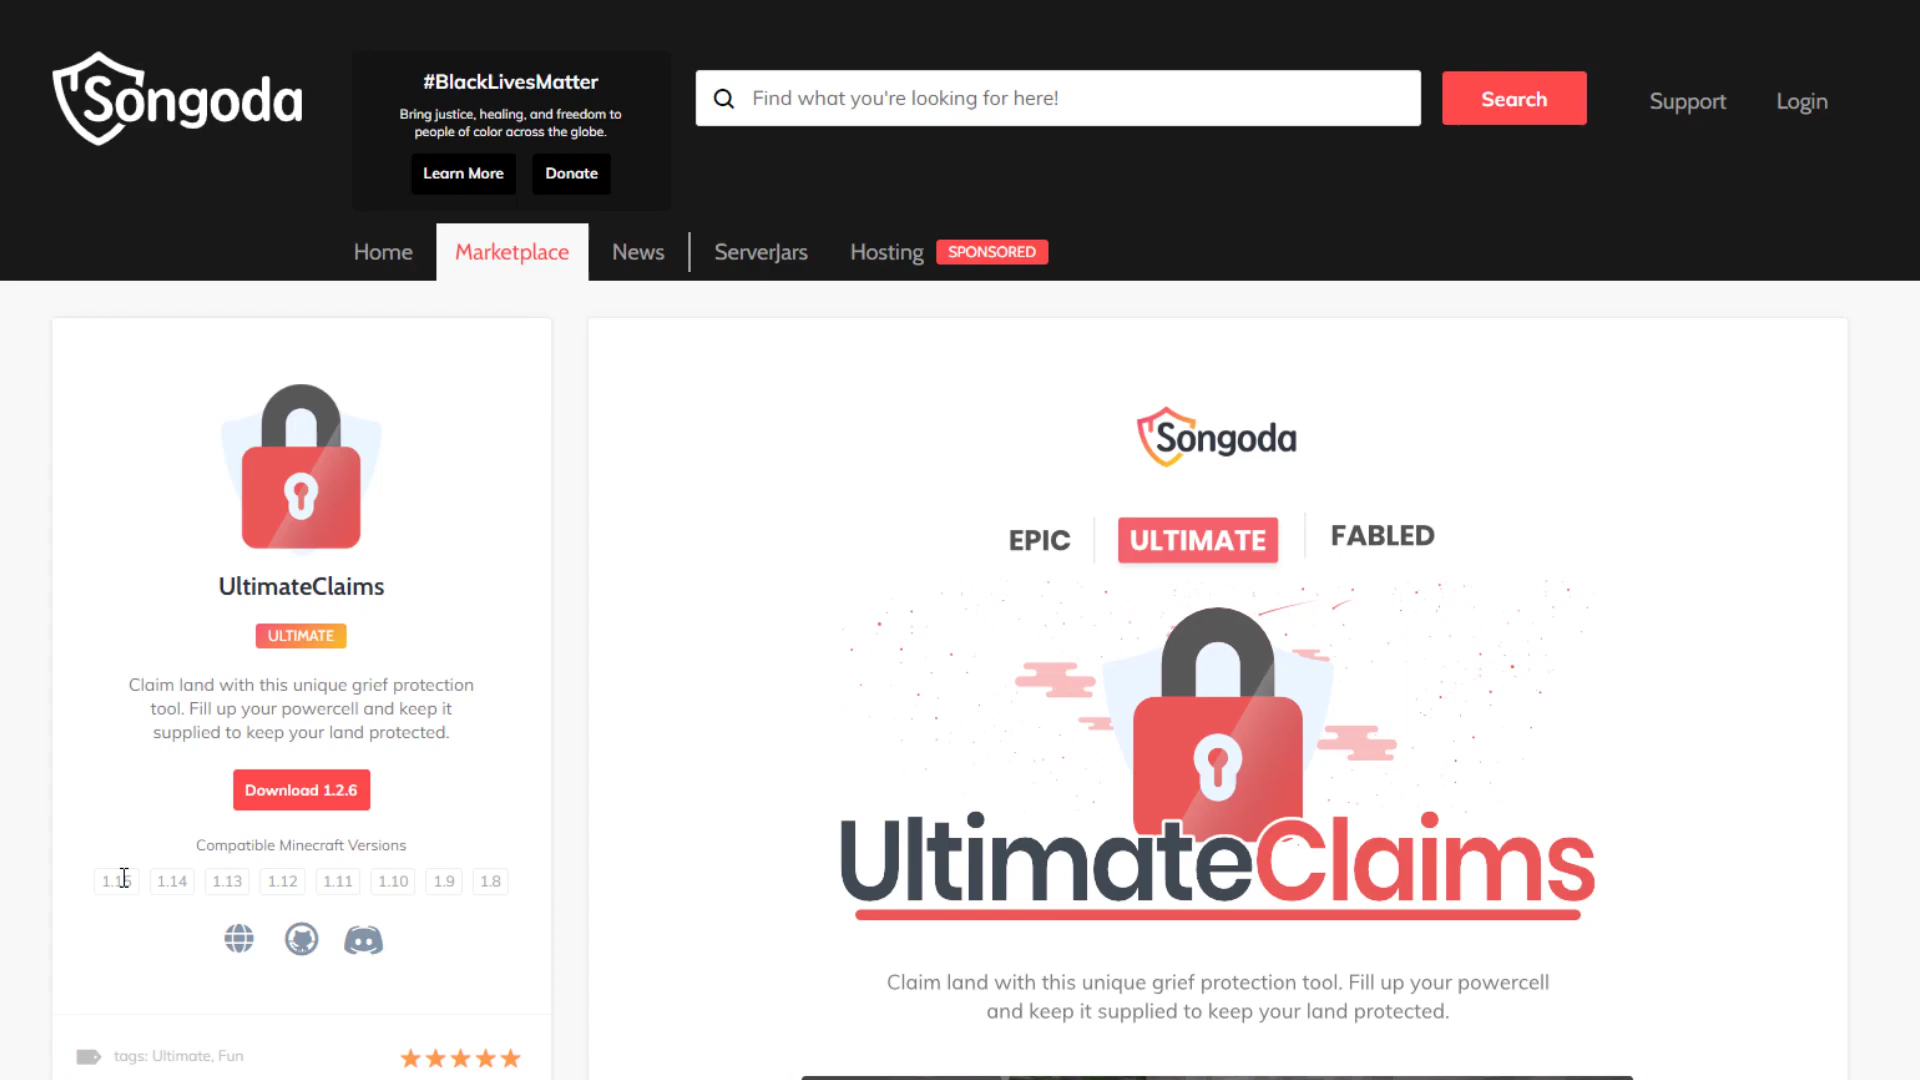 Songoda
#BlackLivesMatter
Bring justice, healing, and freedom to
people of color across the globe.
Learn More
Donate
Find what you're looking for here!
Search
Support
Login
Home
Marketplace
News
ServerJars
Hosting
SPONSORED
UltimateClaims
ULTIMATE
Claim land with this unique grief protection
tool. Fill up your powercell and keep it
supplied to keep your land protected.
Download 1.2.6
Compatible Minecraft Versions
1.15 1.14 1.13 1.12 1.11 1.10 1.9 1.8
tags: Ultimate, Fun
Songoda
EPIC
ULTIMATE
FABLED
UltimateClaims
Claim land with this unique grief protection tool. Fill up your powercell
and keep it supplied to keep your land protected.